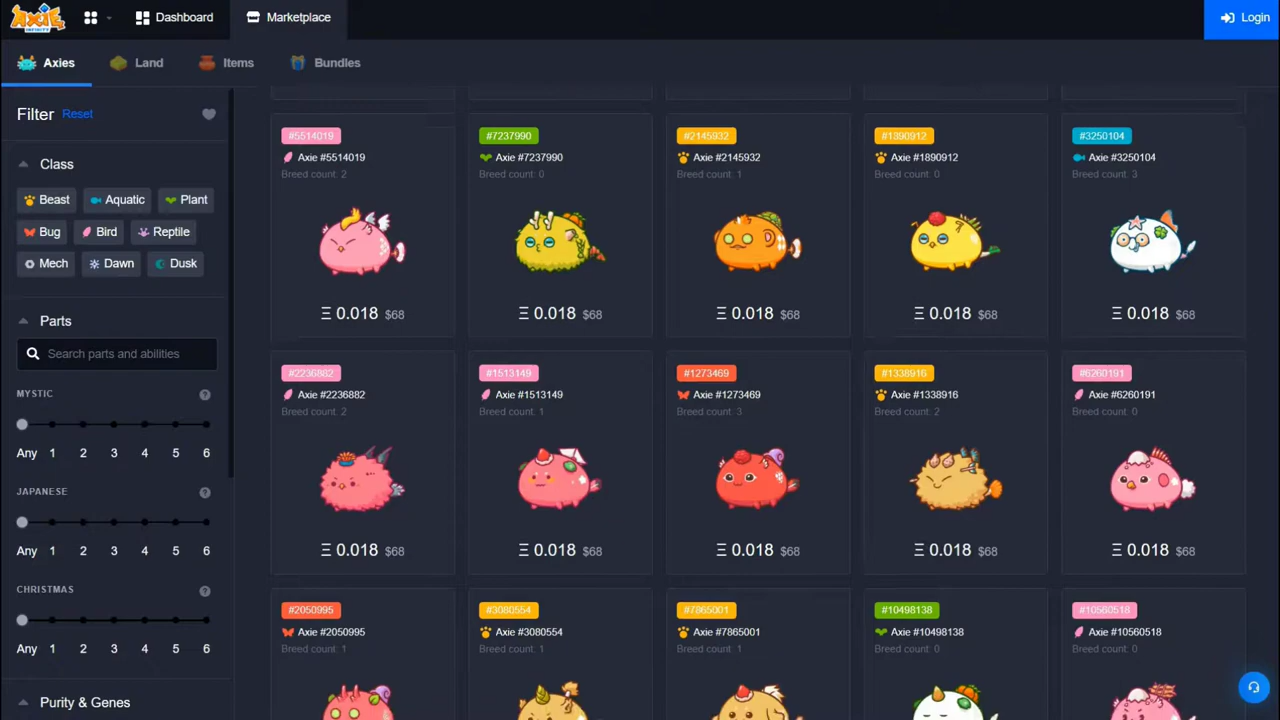 AXIE
INFINITY
Dashboard
Marketplace
Login
Axies
Land
Items
Bundles
Filter
Reset
Class
Beast
Aquatic
Plant
Bug
Bird
Reptile
Mech
Dawn
Dusk
Parts
Search parts and abilities
MYSTIC
?
Any 1 2 3 4 5 6
JAPANESE
?
Any 1 2 3 4 5 6
CHRISTMAS
?
Any 1 2 3 4 5 6
Purity & Genes
#5514019
Axie #5514019
Breed count: 2
Ξ 0.018 $68
#7237990
Axie #7237990
Breed count: 0
Ξ 0.018 $68
#2145932
Axie #2145932
Breed count: 1
Ξ 0.018 $68
#1890912
Axie #1890912
Breed count: 0
Ξ 0.018 $68
#3250104
Axie #3250104
Breed count: 3
Ξ 0.018 $68
#2236882
Axie #2236882
Breed count: 2
Ξ 0.018 $68
#1513149
Axie #1513149
Breed count: 1
Ξ 0.018 $68
#1273469
Axie #1273469
Breed count: 3
Ξ 0.018 $68
#1338916
Axie #1338916
Breed count: 2
Ξ 0.018 $68
#6260191
Axie #6260191
Breed count: 0
Ξ 0.018 $68
#2050995
Axie #2050995
Breed count: 1
#3080554
Axie #3080554
Breed count: 1
#7865001
Axie #7865001
Breed count: 1
#10498138
Axie #10498138
Breed count: 0
#10560518
Axie #10560518
Breed count: 0